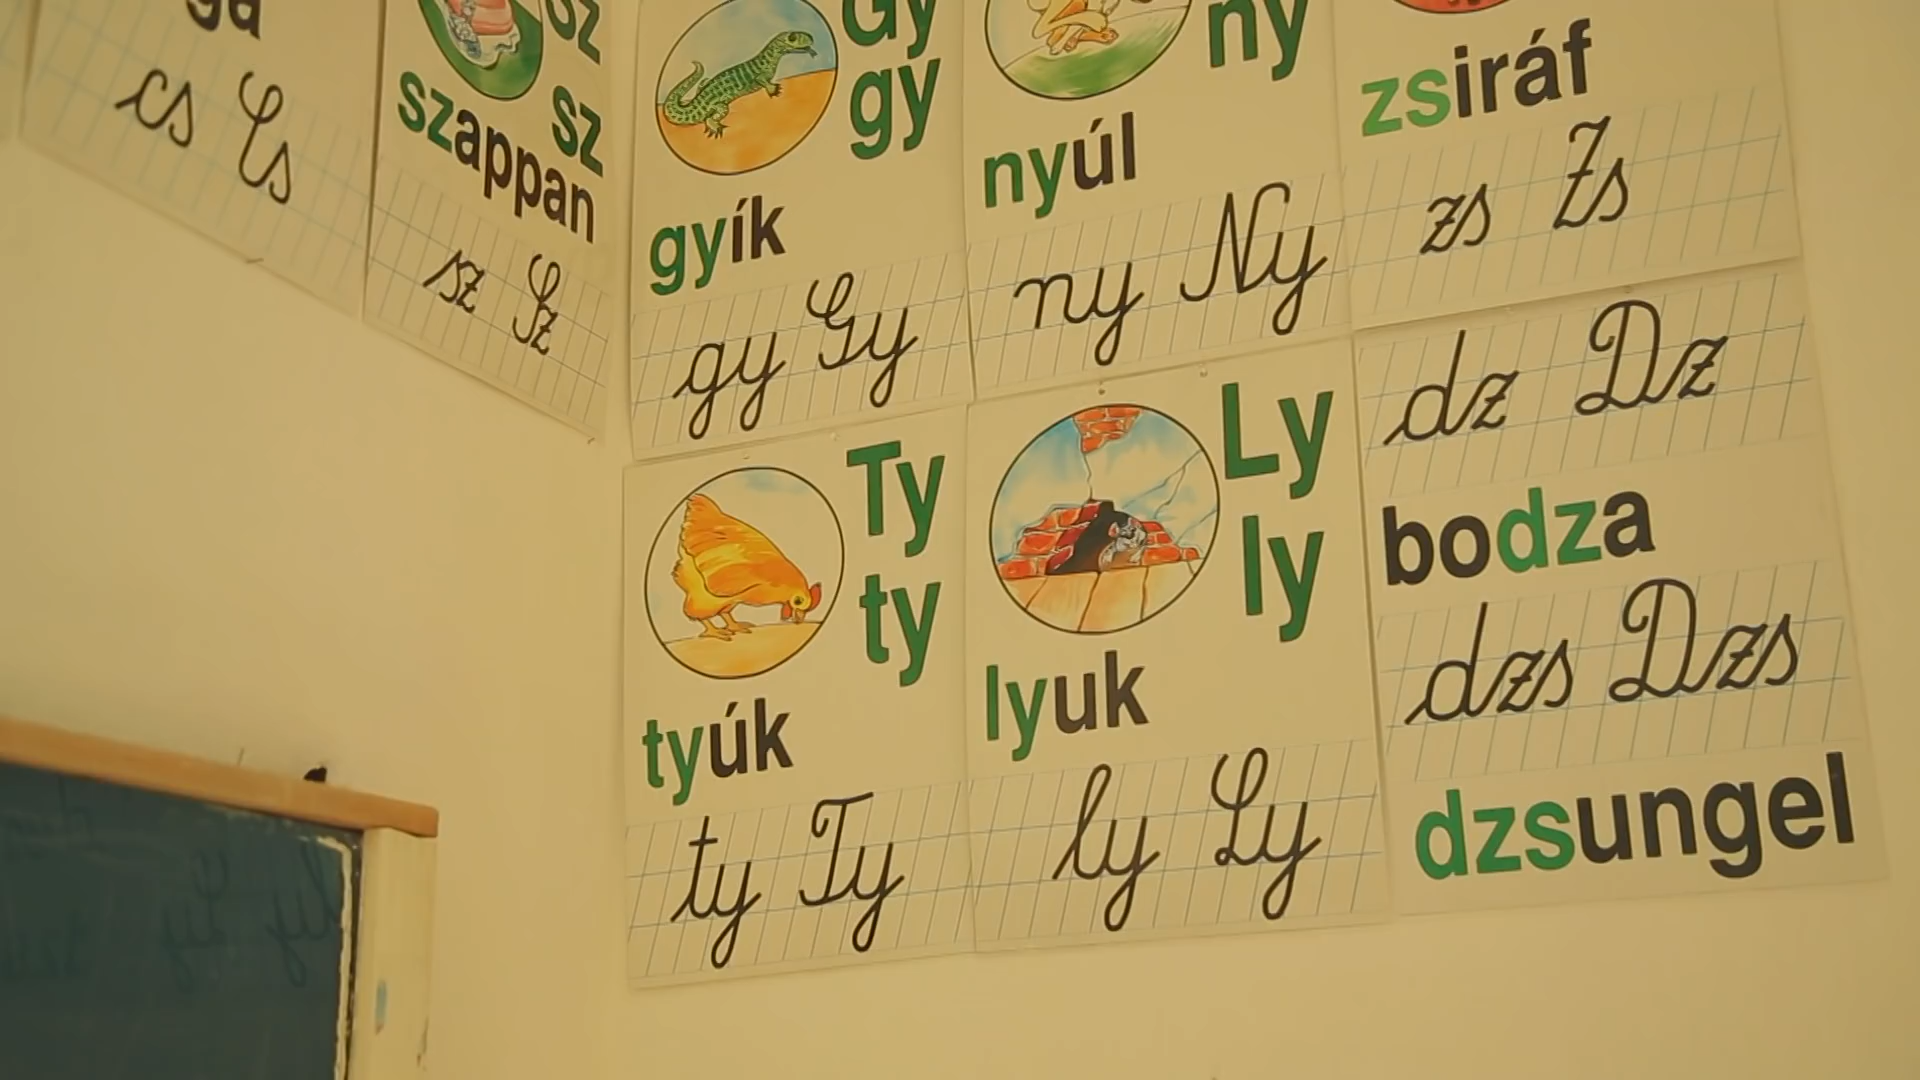 cs Cs
sz
szappan
sz Sz
Gy
gy
gyík
gy Gy
ny
nyúl
ny Ny
zsiráf
zs Zs
Ty
ty
tyúk
ty Ty
Ly
ly
lyuk
ly Ly
dz Dz
bodza
dzs Dzs
dzsungel